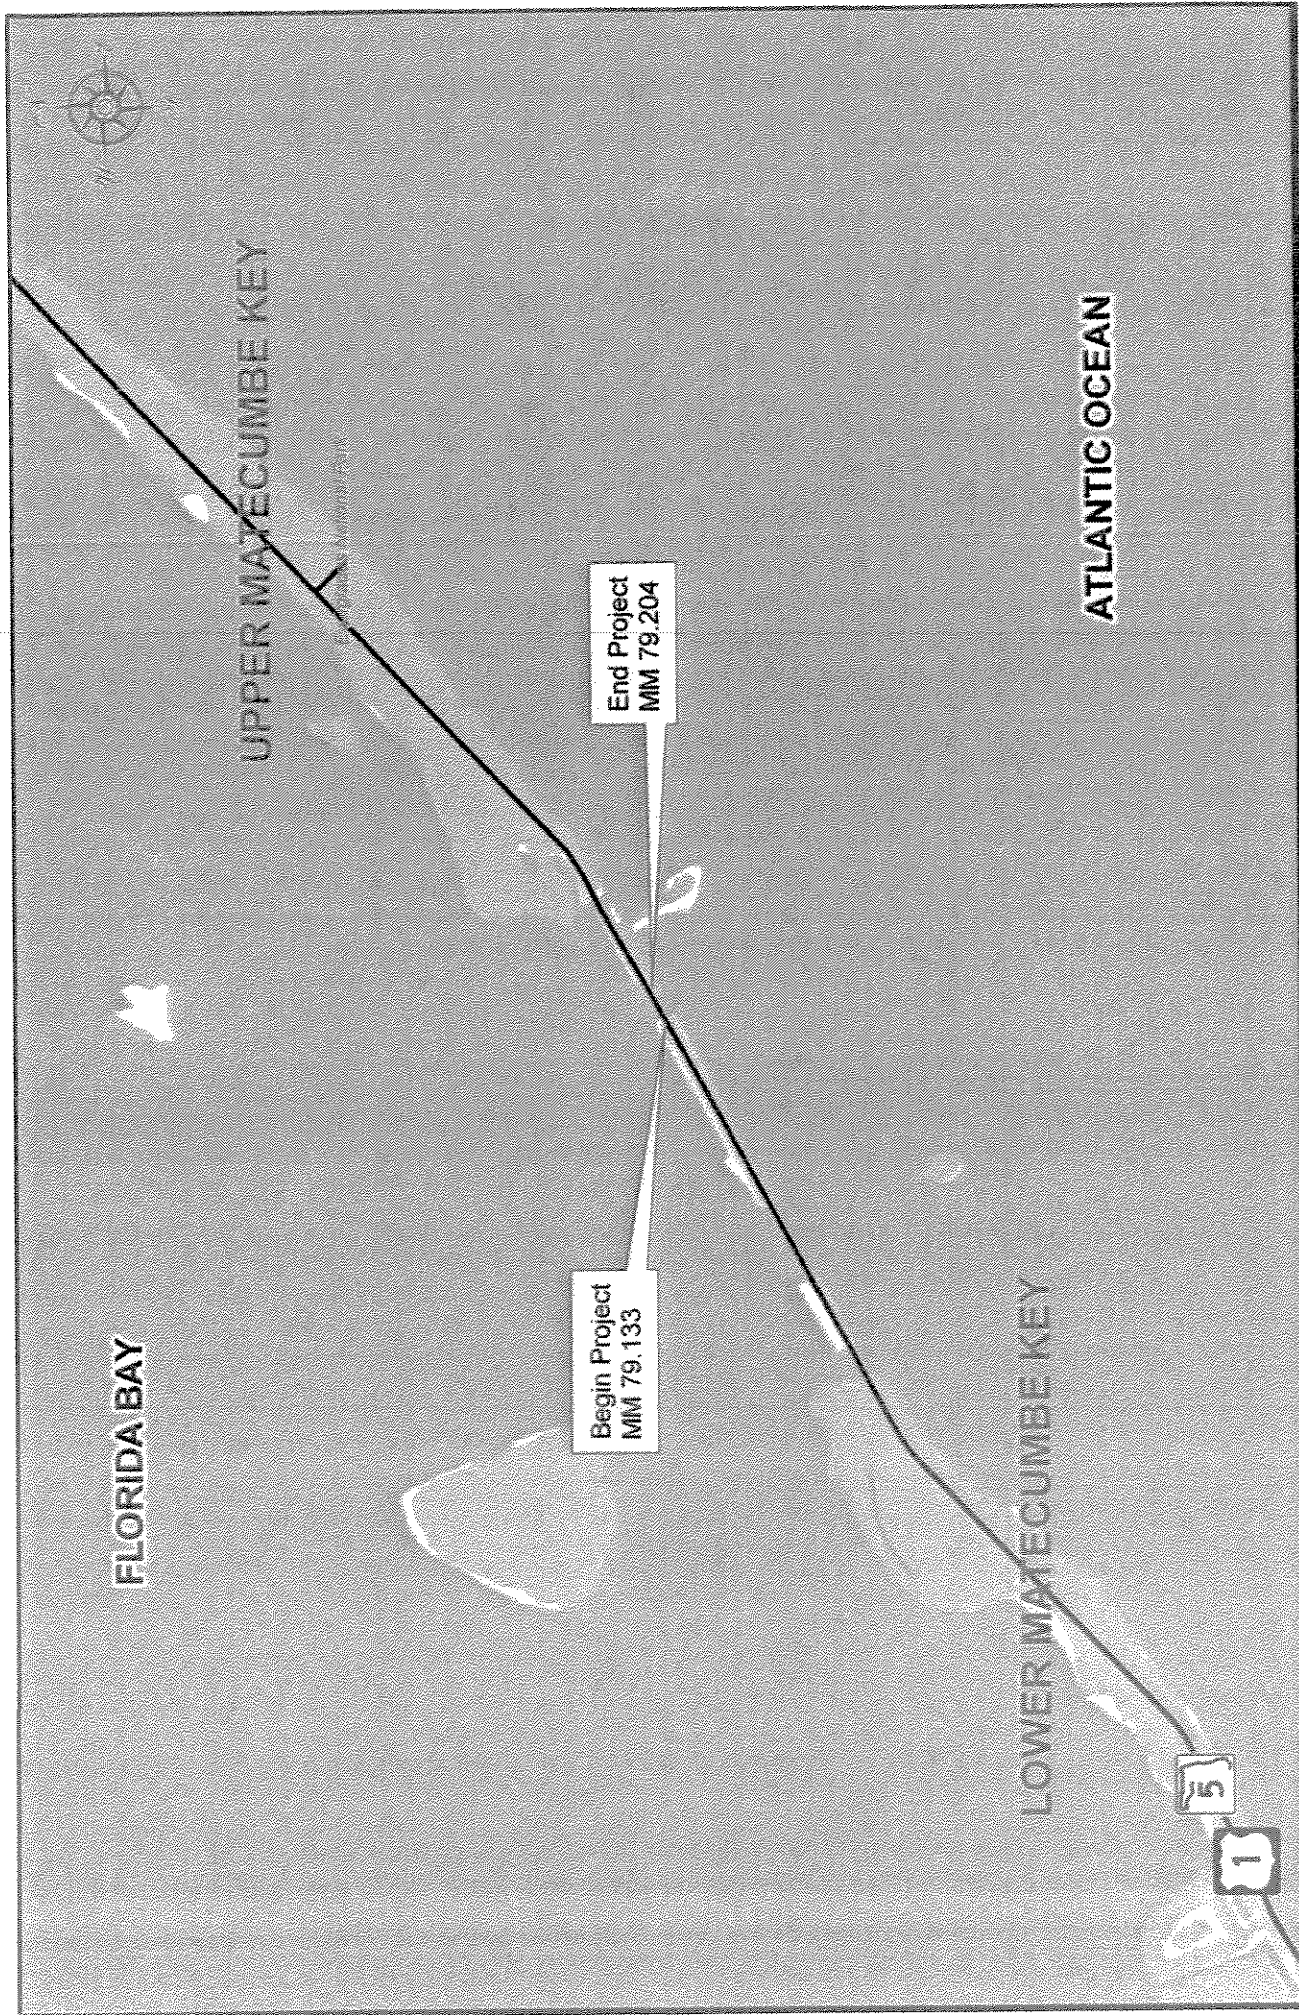 FLORIDA BAY
UPPER MATECUMBE KEY
Begin Project
MM 79.133
End Project
MM 79.204
LOWER MATECUMBE KEY
ATLANTIC OCEAN
5
1